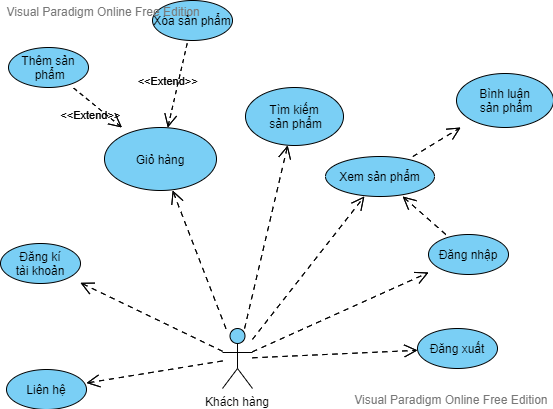 Visual Paradigm Online Free Edition
Xóa sản phẩm
Thêm sản
phẩm
<<Extend>>
<<Extend>>
Giỏ hàng
Tìm kiếm
sản phẩm
Bình luận
sản phẩm
Xem sản phẩm
Đăng kí
tài khoản
Đăng nhập
Đăng xuất
Liên hệ
Khách hàng
Visual Paradigm Online Free Edition